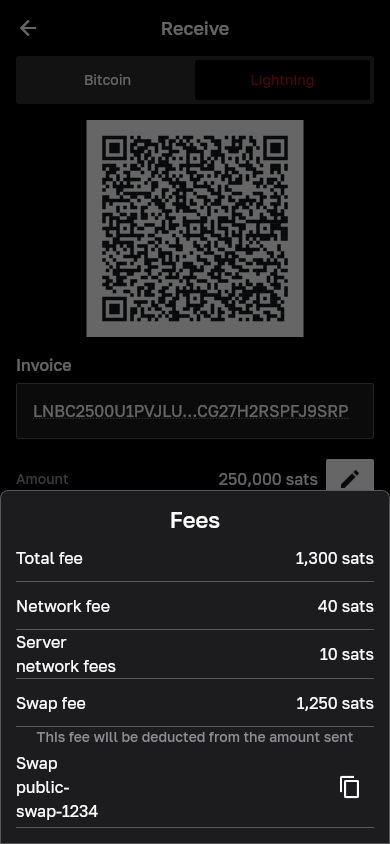 Receive
Bitcoin Lightning
Invoice
LNBC2500U1PVJLU...CG27H2RSPFJ9SRP
Amount 250,000 sats
Fees
Total fee 1,300 sats
Network fee 40 sats
Server
network fees 10 sats
Swap fee 1,250 sats
This fee will be deducted from the amount sent
Swap
public-
swap-1234